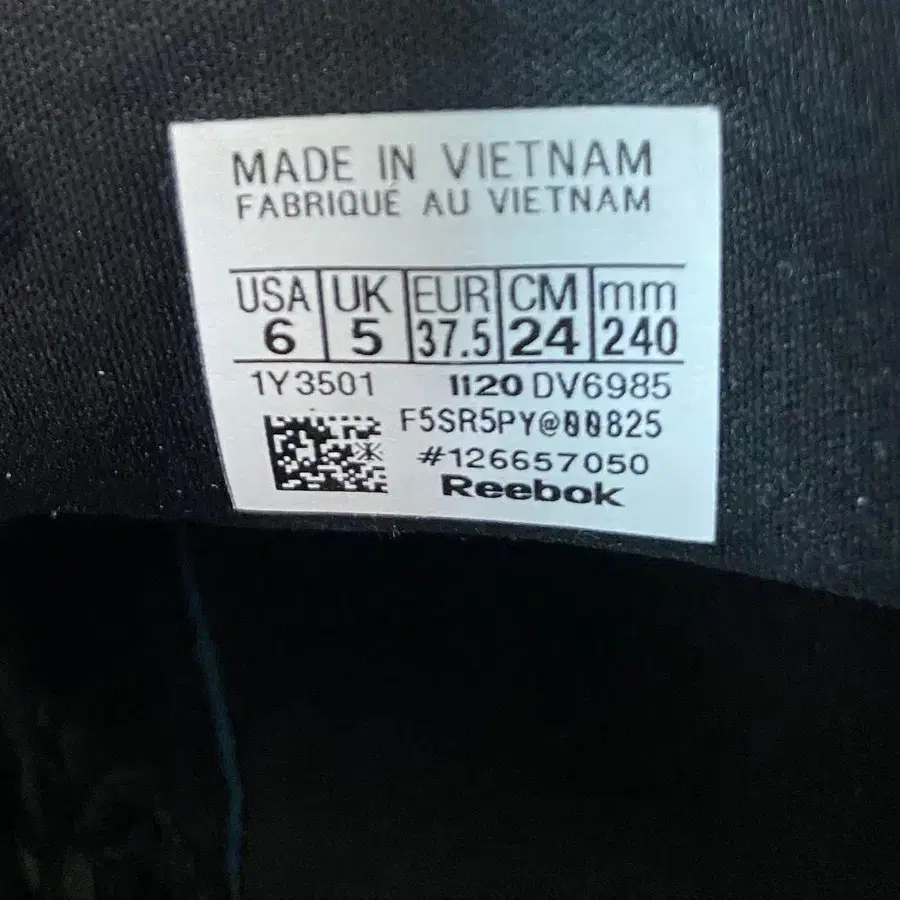 MADE IN VIETNAM
FABRIQUÉ AU VIETNAM
USA UK EUR CM mm
6 5 37.5 24 240
1Y3501 1120 DV6985
F5SR5PY@00825
#126657050
Reebok